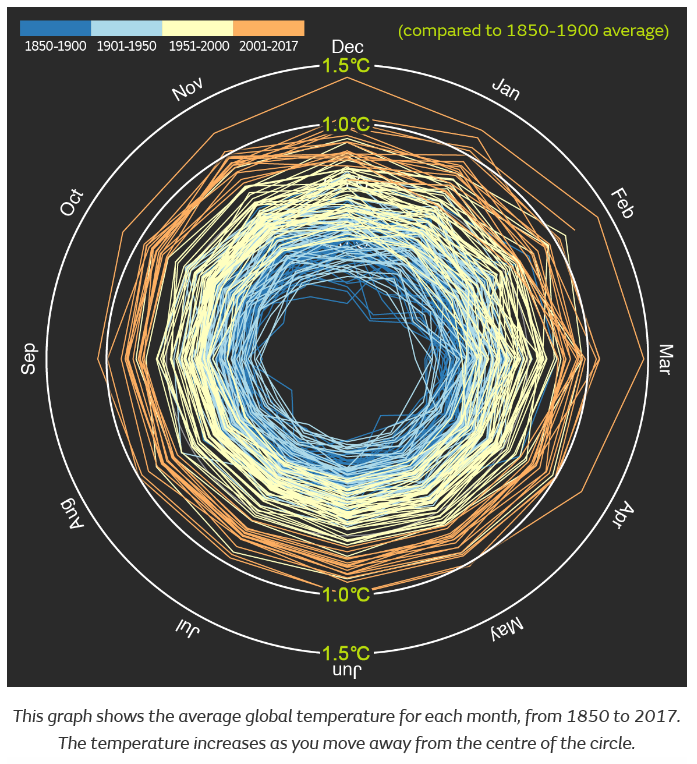 1850-1900 1901-1950 1951-2000 2001-2017
(compared to 1850-1900 average)
Dec
1.5°C
Nov
Jan
1.0°C
Oct
Feb
Sep
Mar
Aug
Apr
Jul
May
1.0°C
1.5°C
Jun
This graph shows the average global temperature for each month, from 1850 to 2017.
The temperature increases as you move away from the centre of the circle.